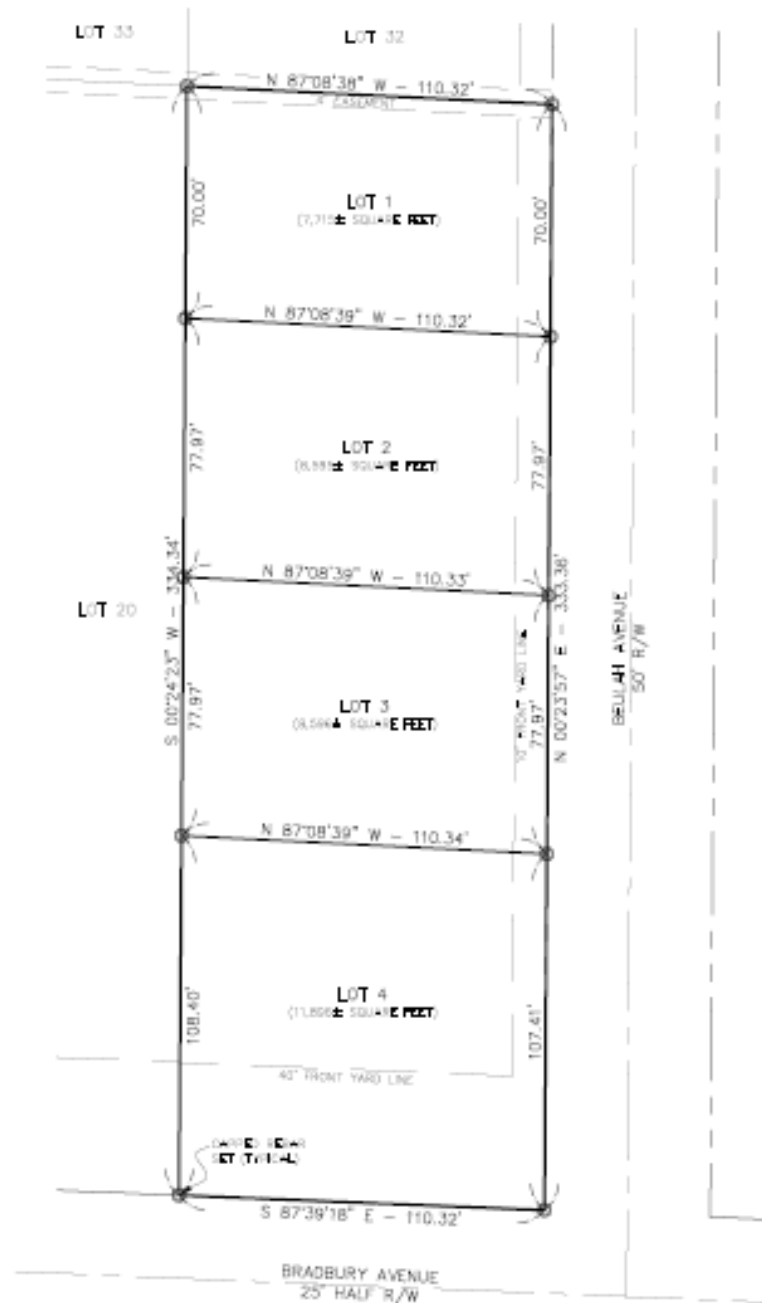 LOT 33
LOT 32
N 87°08'38" W - 110.32'
EASEMENT
70.00'
70.00'
LOT 1
SQUARE FEET)
N 87°08'39" W - 110.32'
77.97'
77.97'
LOT 2
SQUARE FEET)
N 87°08'39" W - 110.33'
S 00°24'23" W - 334.34'
N 00°23'57" E - 333.36'
LOT 20
BEULAH AVENUE
50' R/W
LOT 3
SQUARE FEET)
77.97'
77.97'
FRONT YARD LINE
N 87°08'39" W - 110.34'
LOT 4
SQUARE FEET)
108.40'
107.41'
40' FRONT YARD LINE
CAPPED REBAR
SET (TYPICAL)
S 87°39'18" E - 110.32'
BRADBURY AVENUE
25' HALF R/W